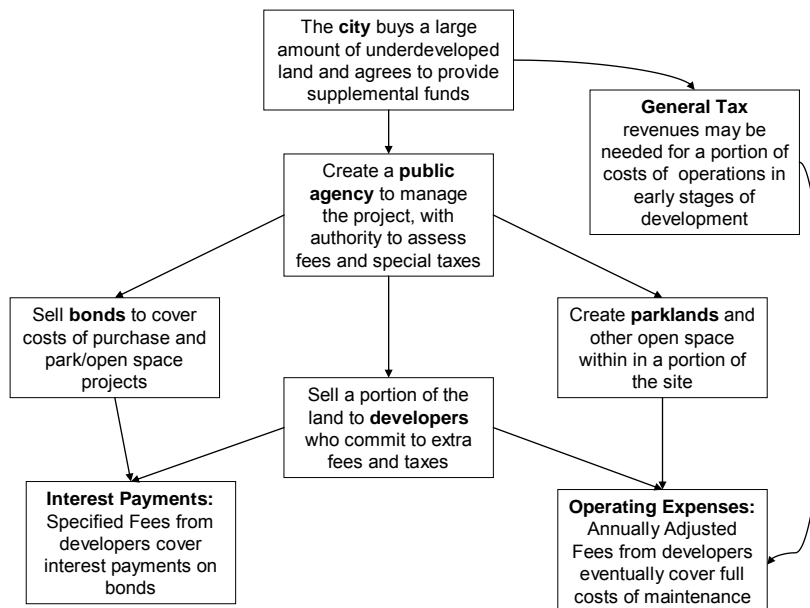 The city buys a large
amount of underdeveloped
land and agrees to provide
supplemental funds
General Tax
revenues may be
needed for a portion of
costs of operations in
early stages of
development
Create a public
agency to manage
the project, with
authority to assess
fees and special taxes
Sell bonds to cover
costs of purchase and
park/open space
projects
Create parklands and
other open space
within in a portion of
the site
Sell a portion of the
land to developers
who commit to extra
fees and taxes
Interest Payments:
Specified Fees from
developers cover
interest payments on
bonds
Operating Expenses:
Annually Adjusted
Fees from developers
eventually cover full
costs of maintenance